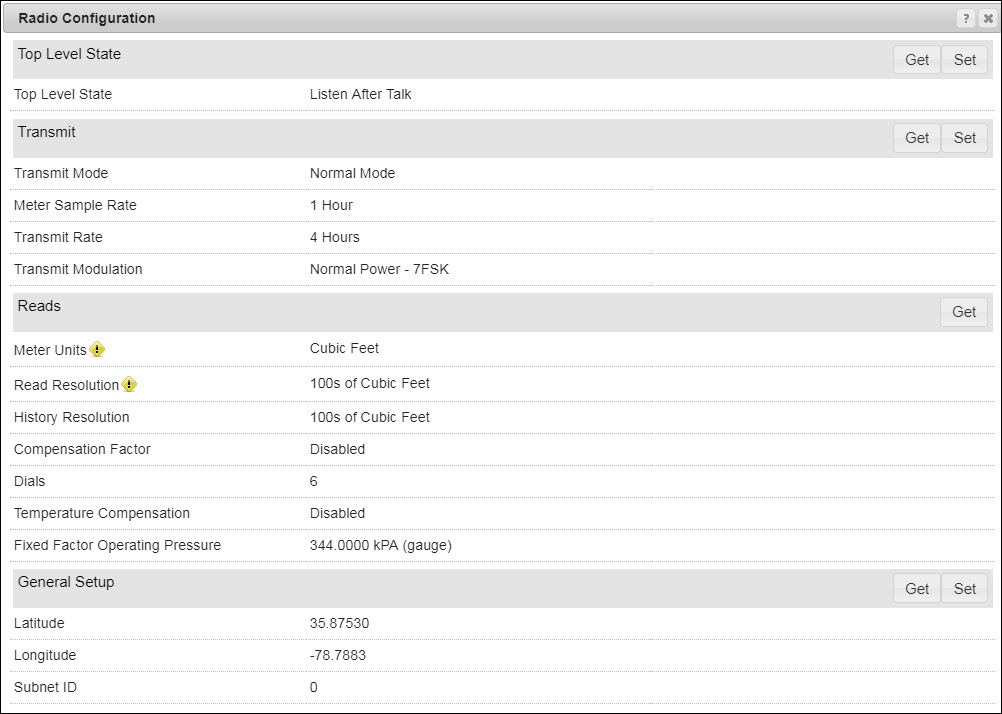 Radio Configuration ?
Top Level State Get Set
Top Level State Listen After Talk
Transmit Get Set
Transmit Mode Normal Mode
Meter Sample Rate 1 Hour
Transmit Rate 4 Hours
Transmit Modulation Normal Power - 7FSK
Reads Get
Meter Units ! Cubic Feet
Read Resolution ! 100s of Cubic Feet
History Resolution 100s of Cubic Feet
Compensation Factor Disabled
Dials 6
Temperature Compensation Disabled
Fixed Factor Operating Pressure 344.0000 kPA (gauge)
General Setup Get Set
Latitude 35.87530
Longitude -78.7883
Subnet ID 0